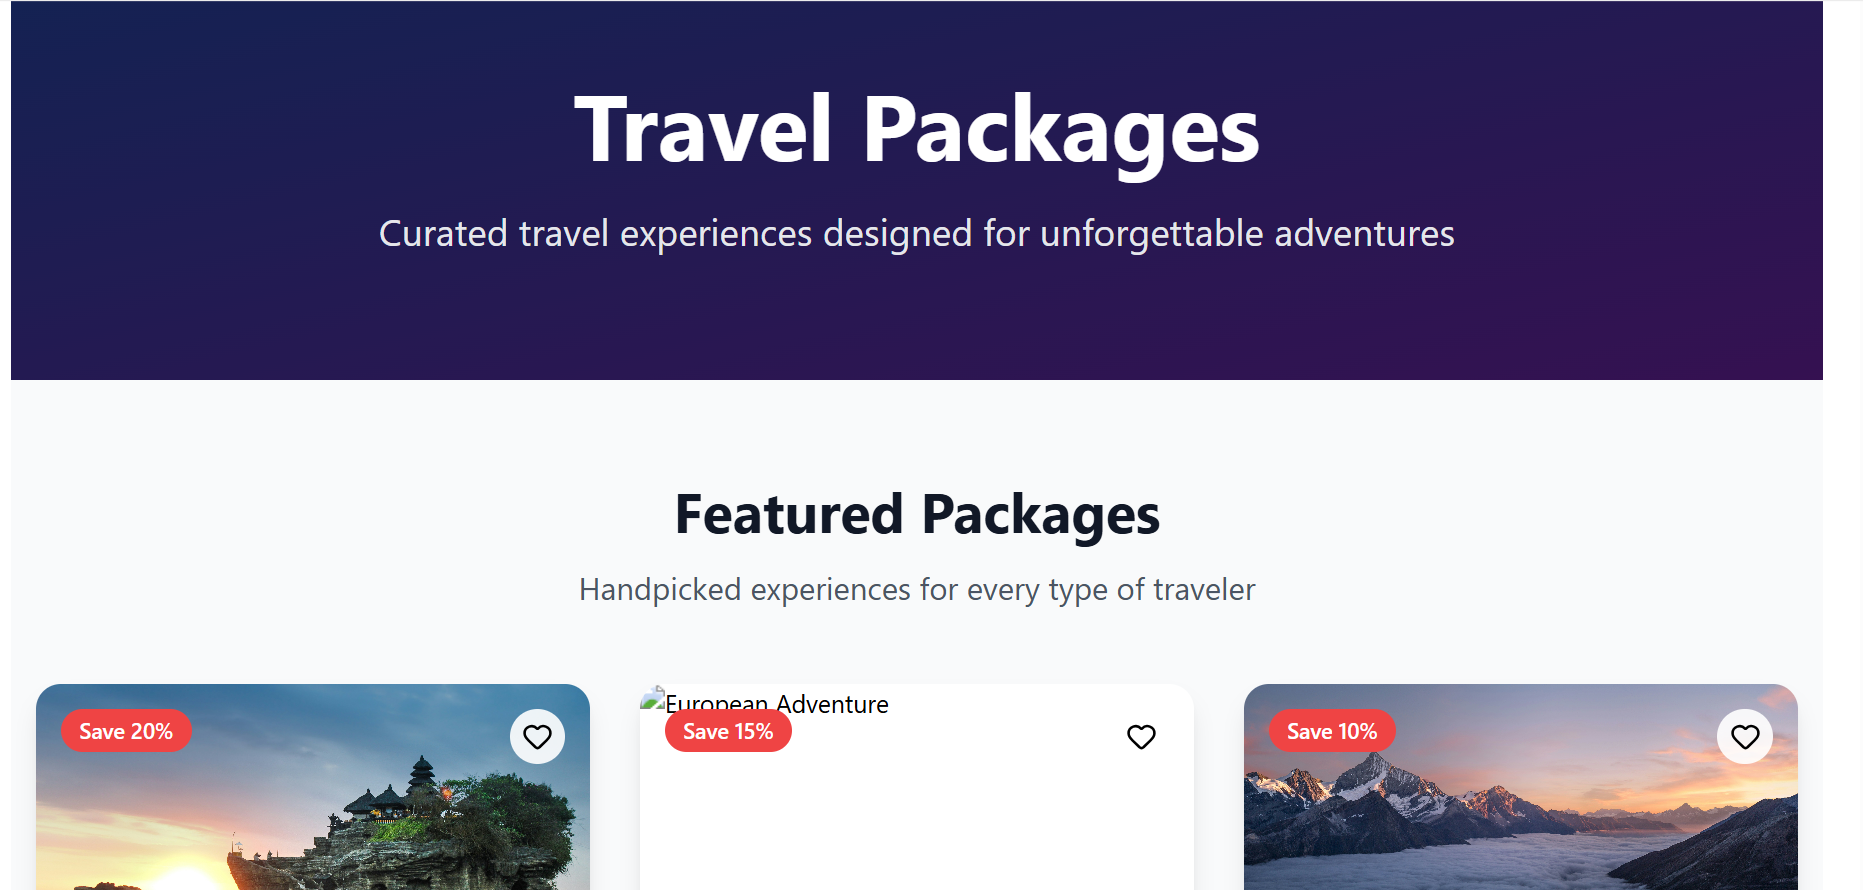 Travel Packages
Curated travel experiences designed for unforgettable adventures
Featured Packages
Handpicked experiences for every type of traveler
Save 20%
European Adventure
Save 15%
Save 10%